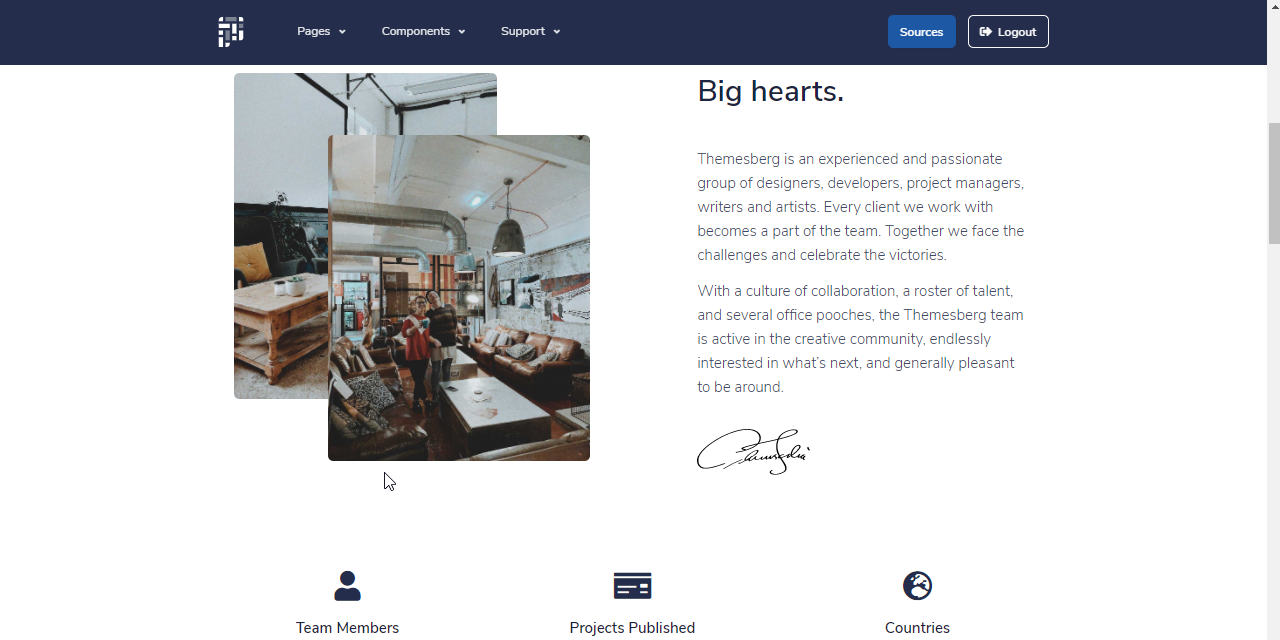 Pages
Components
Support
Sources
Logout
Big hearts.
Themesberg is an experienced and passionate
group of designers, developers, project managers,
writers and artists. Every client we work with
becomes a part of the team. Together we face the
challenges and celebrate the victories.
With a culture of collaboration, a roster of talent,
and several office pooches, the Themesberg team
is active in the creative community, endlessly
interested in what’s next, and generally pleasant
to be around.
Team Members
Projects Published
Countries